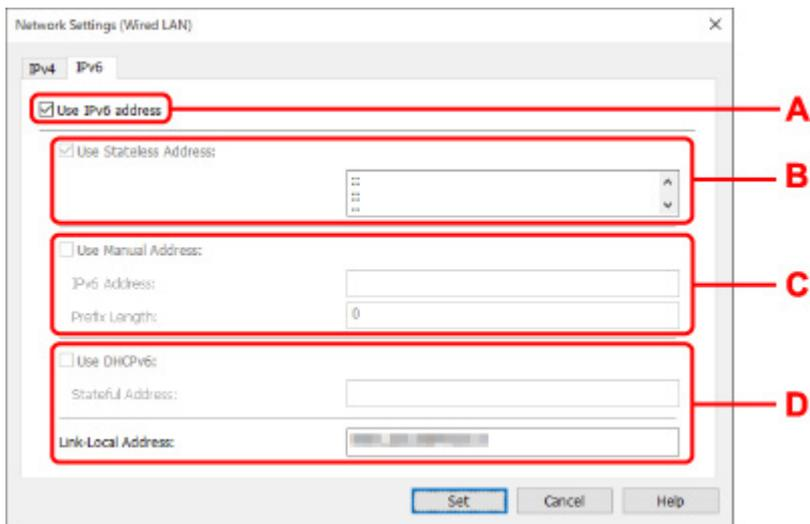 Network Settings (Wired LAN)
IPv4 IPv6
Use IPv6 address
A
Use Stateless Address:
::
::
::
B
Use Manual Address:
IPv6 Address:
Prefix Length: 0
C
Use DHCPv6:
Stateful Address:
D
Link-Local Address:
Set Cancel Help